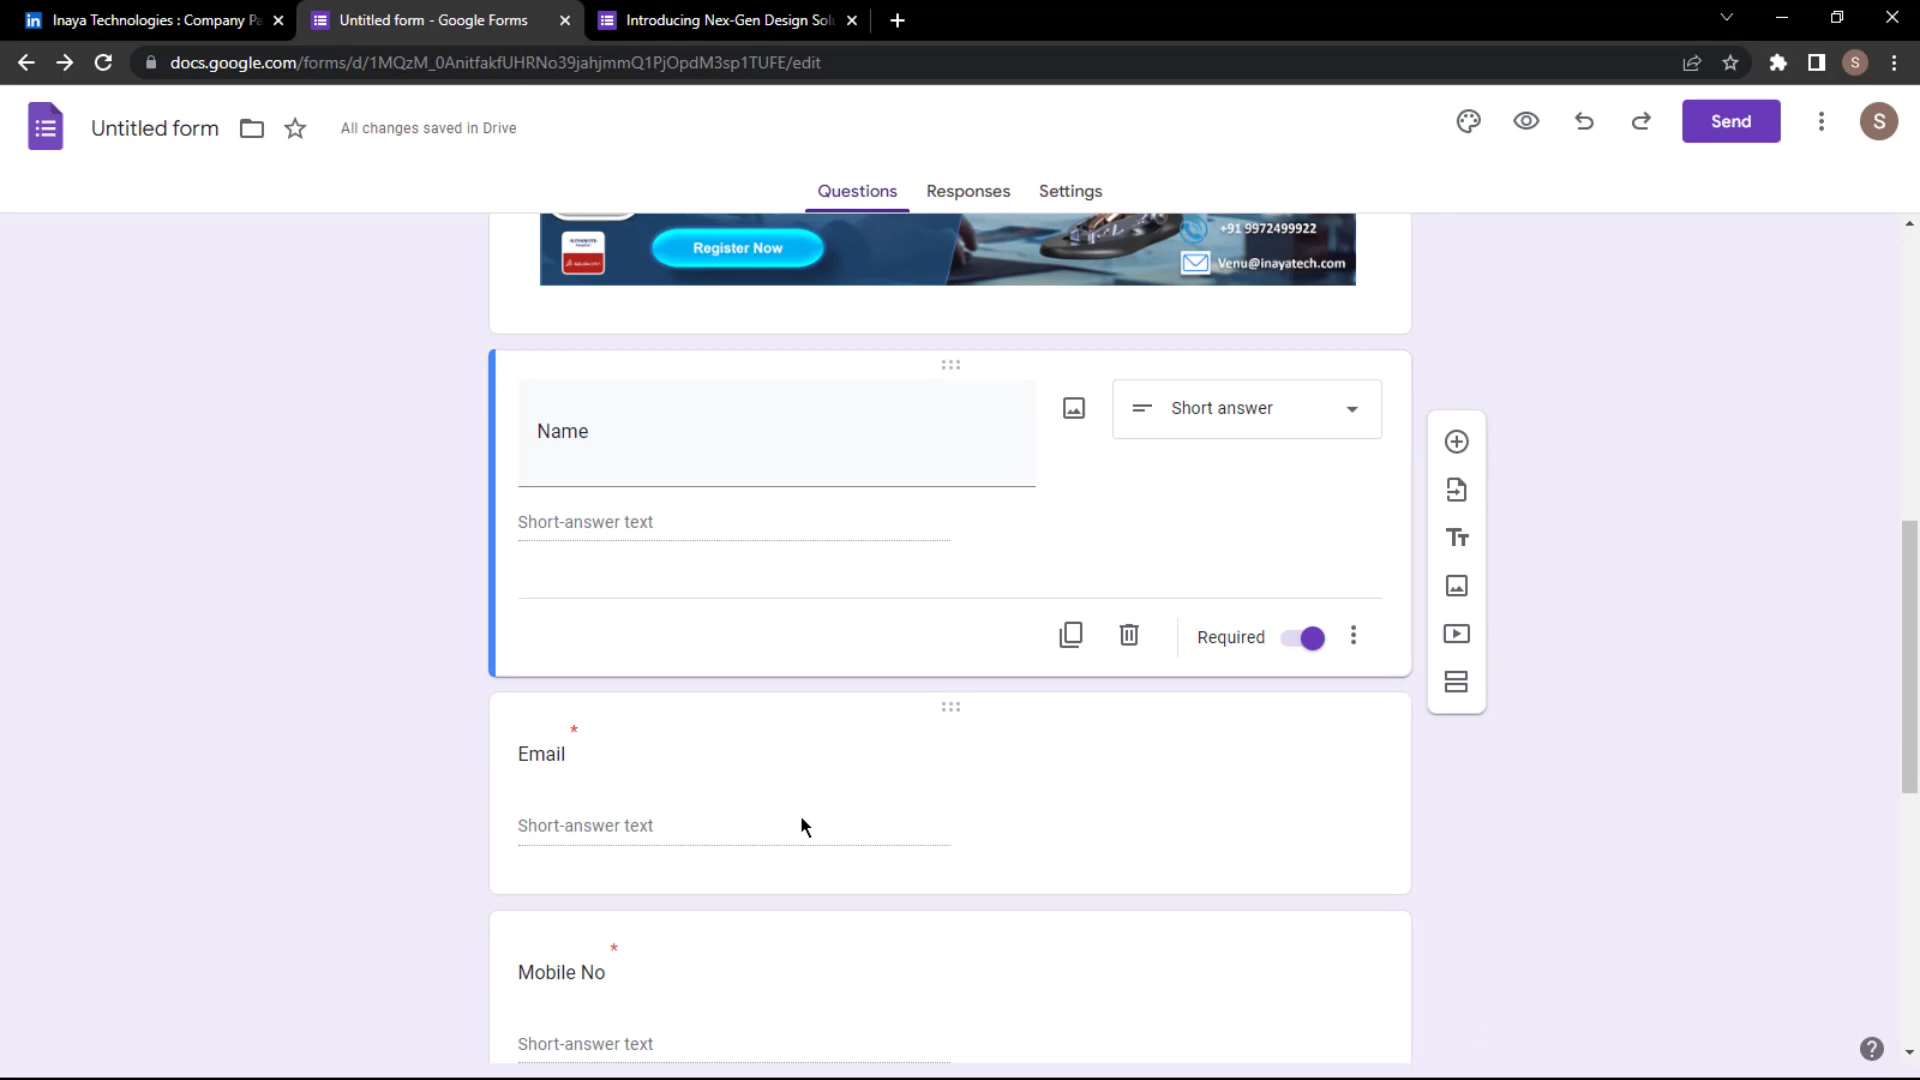 Inaya Technologies : Company Pa
Untitled form - Google Forms
Introducing Nex-Gen Design Solu
docs.google.com/forms/d/1MQzM_0AnitfakfUHRNo39jahjmmQ1PjOpdM3sp1TUFE/edit
S
Untitled form
All changes saved in Drive
Send
S
Questions
Responses
Settings
+91 9972499922
Register Now
Venu@inayatech.com
Name
Short answer
Short-answer text
Required
*
Email
Short-answer text
*
Mobile No
Short-answer text